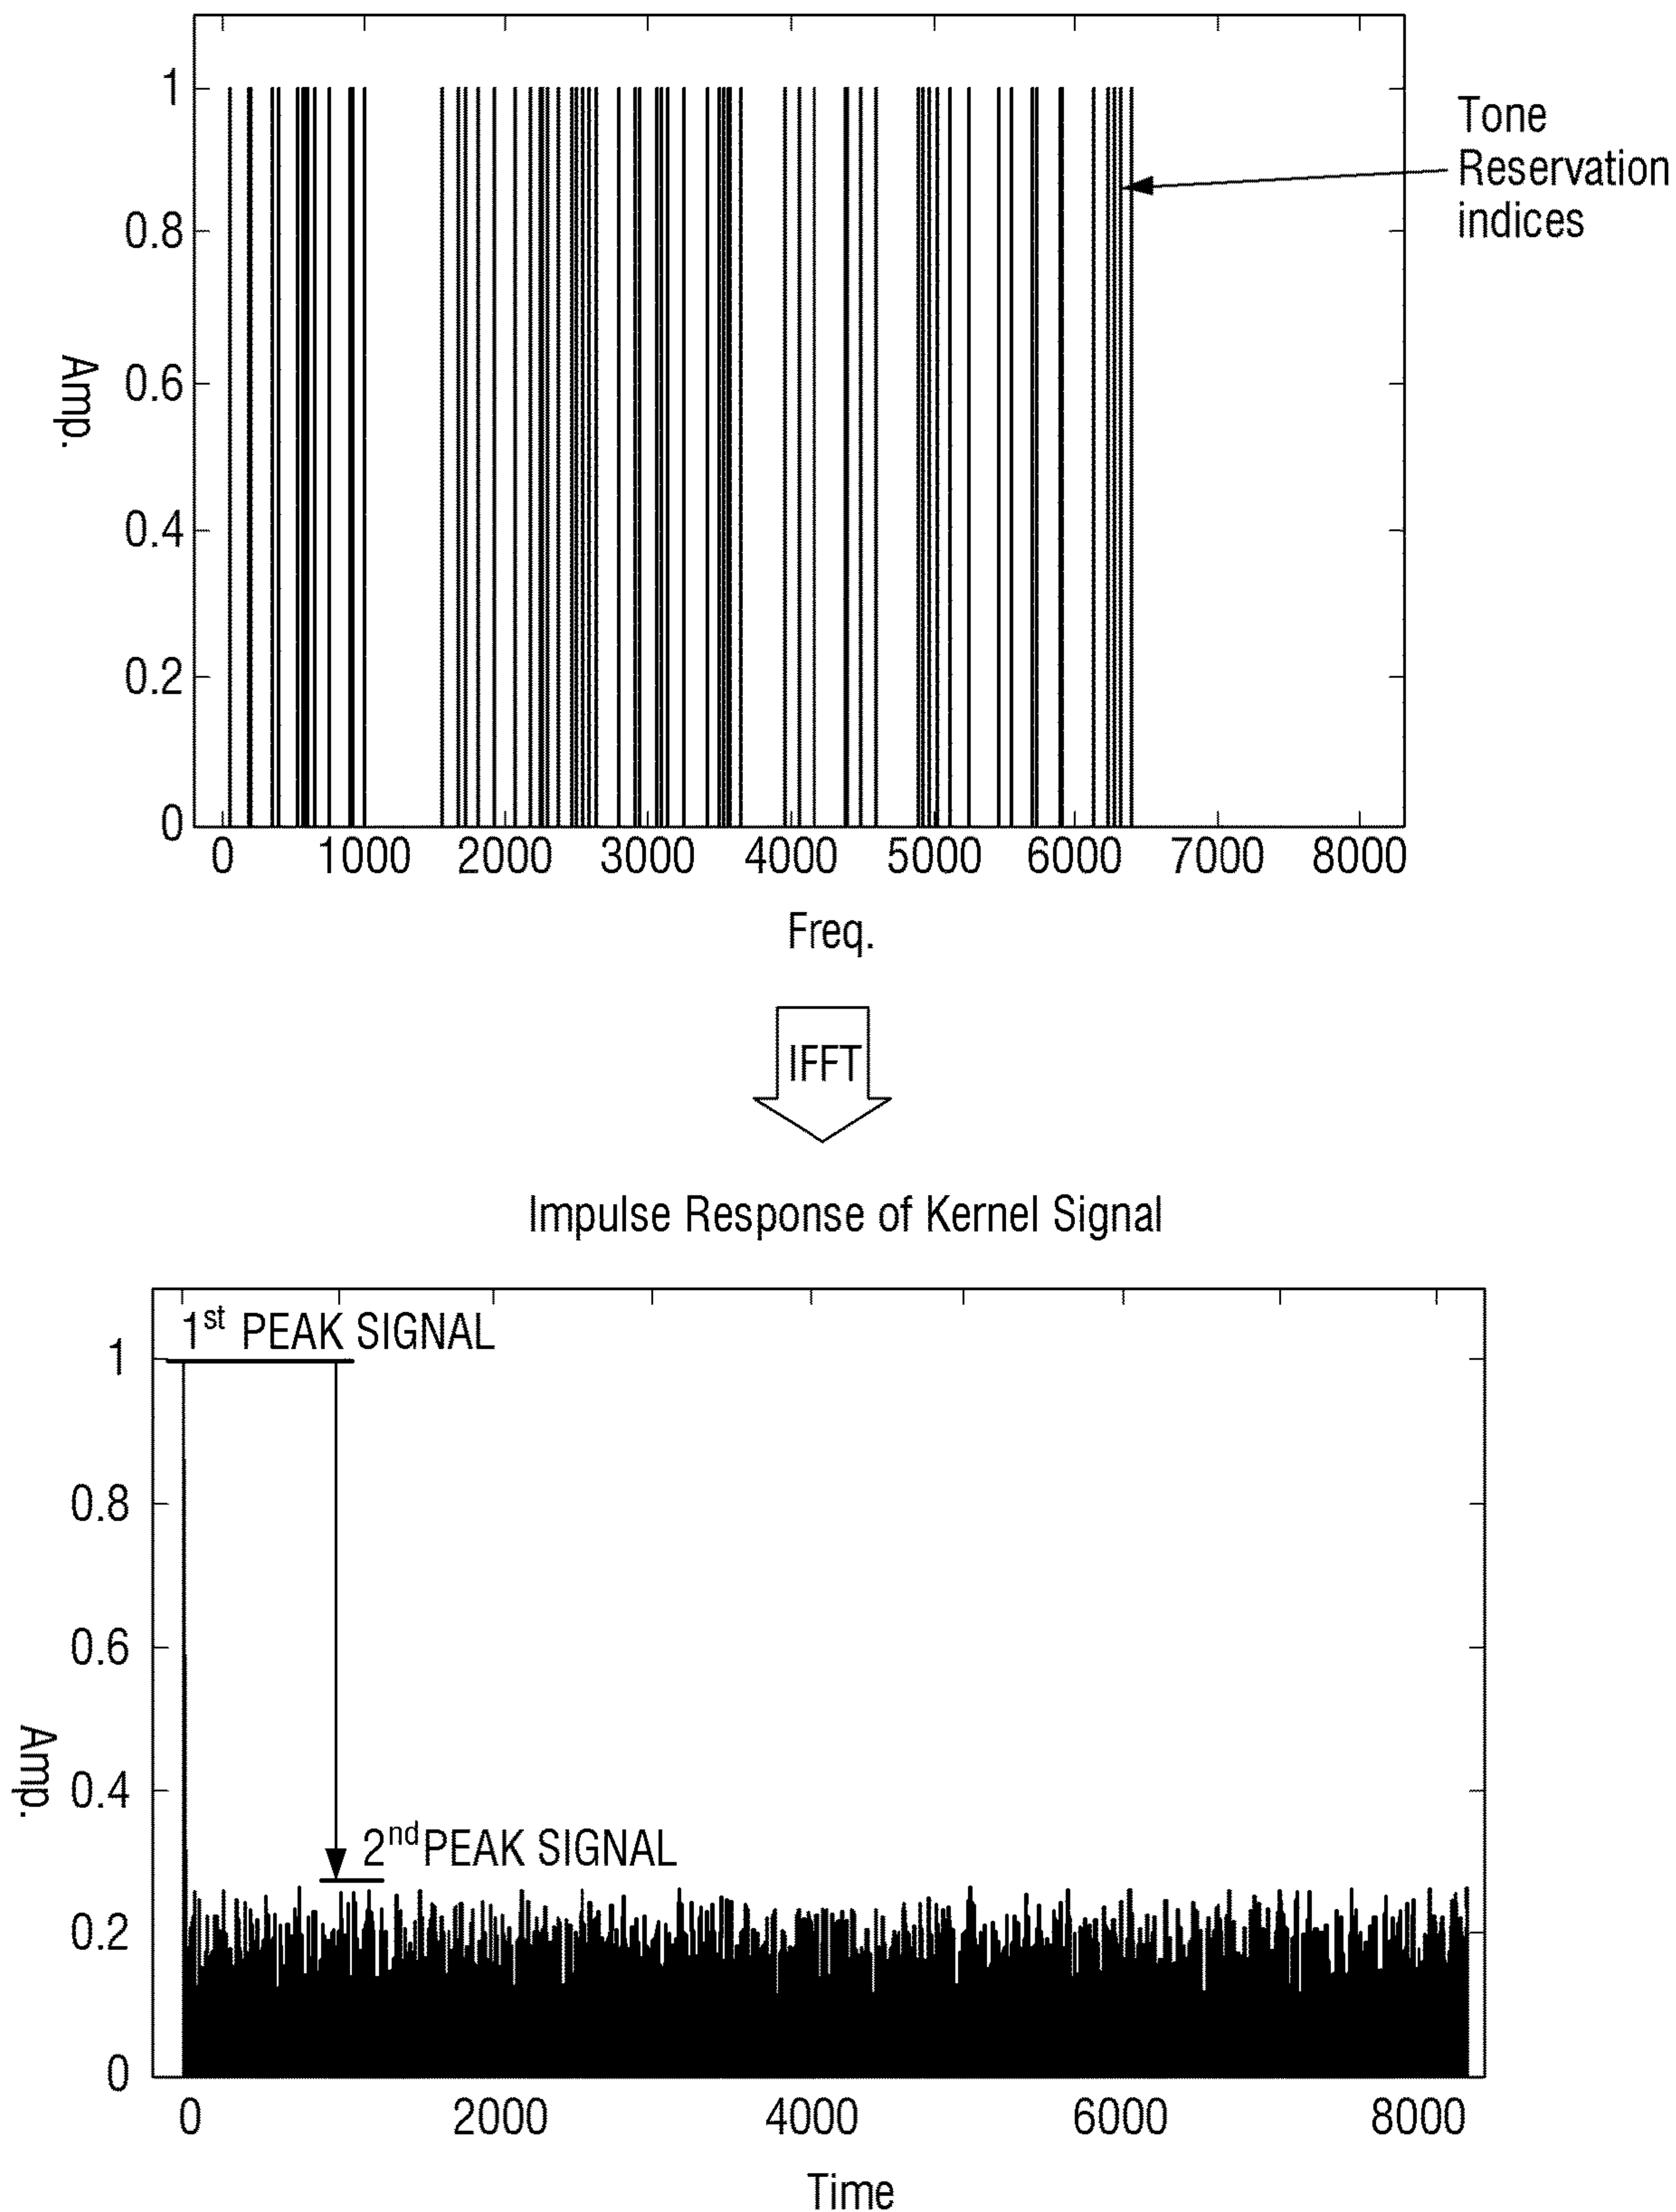 1
0.8
0.6
0.4
0.2
0
Amp.
0 1000 2000 3000 4000 5000 6000 7000 8000
Freq.
Tone
Reservation
indices
IFFT
Impulse Response of Kernel Signal
1st PEAK SIGNAL
1
0.8
0.6
0.4
0.2
0
Amp.
2nd PEAK SIGNAL
0 2000 4000 6000 8000
Time